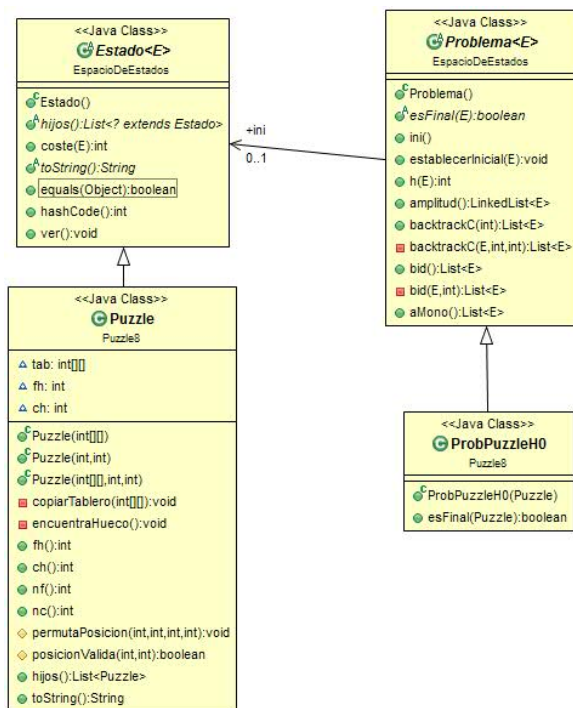 <<Java Class>>
Estado<E>
EspacioDeEstados
Estado()
hijos():List<? extends Estado>
coste(E):int
toString():String
equals(Object):boolean
hashCode():int
ver():void
+ini
0..1
<<Java Class>>
Problema<E>
EspacioDeEstados
Problema()
esFinal(E):boolean
ini()
establecerInicial(E):void
h(E):int
amplitud():LinkedList<E>
backtrackC(int):List<E>
backtrackC(E,int,int):List<E>
bid():List<E>
bid(E,int):List<E>
aMono():List<E>
<<Java Class>>
Puzzle
Puzzle8
tab: int[][]
fh: int
ch: int
Puzzle(int[][])
Puzzle(int,int)
Puzzle(int[][],int,int)
copiarTablero(int[][]):void
encuentraHueco():void
fh():int
ch():int
nf():int
nc():int
permutaPosicion(int,int,int,int):void
posicionValida(int,int):boolean
hijos():List<Puzzle>
toString():String
<<Java Class>>
ProbPuzzleH0
Puzzle8
ProbPuzzleH0(Puzzle)
esFinal(Puzzle):boolean